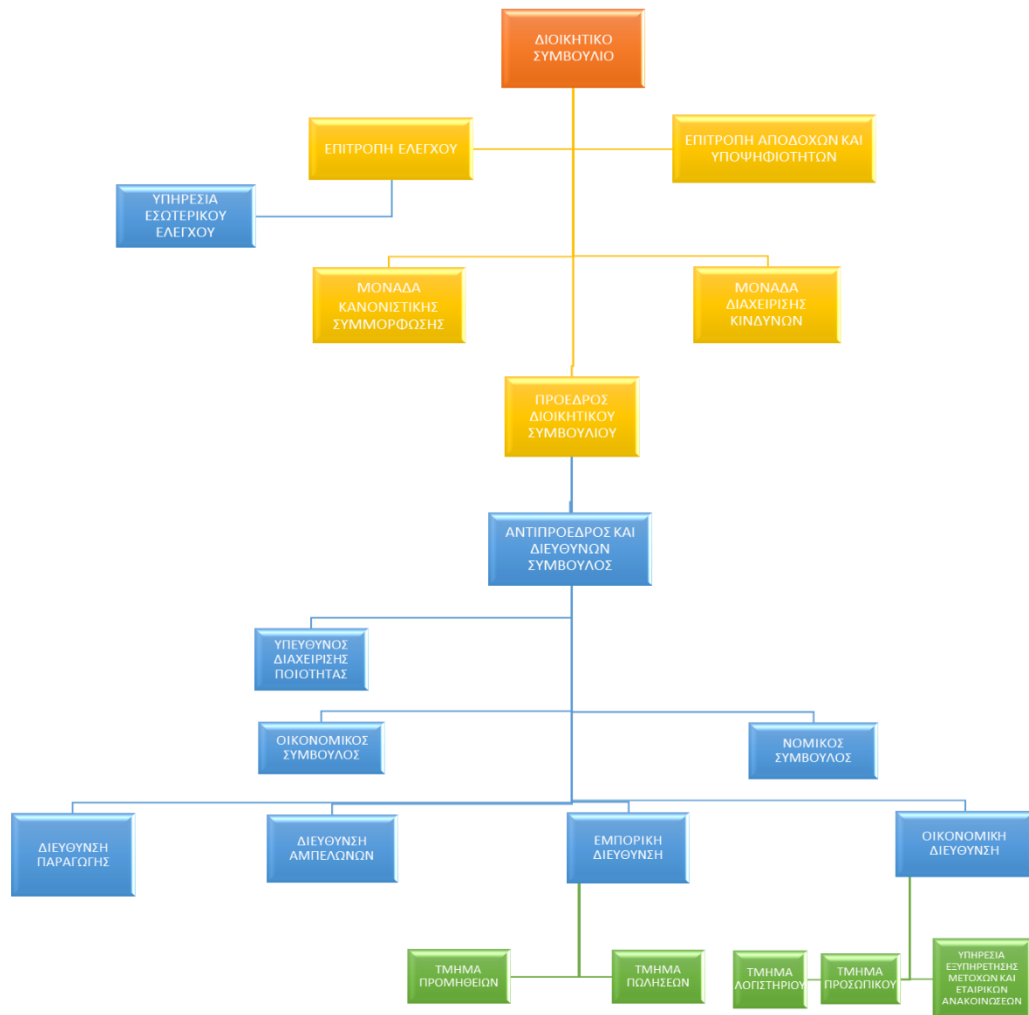 ΔΙΟΙΚΗΤΙΚΟ
ΣΥΜΒΟΥΛΙΟ
ΕΠΙΤΡΟΠΗ ΕΛΕΓΧΟΥ
ΕΠΙΤΡΟΠΗ ΑΠΟΔΟΧΩΝ ΚΑΙ
ΥΠΟΨΗΦΙΟΤΗΤΩΝ
ΥΠΗΡΕΣΙΑ
ΕΣΩΤΕΡΙΚΟΥ
ΕΛΕΓΧΟΥ
ΜΟΝΑΔΑ
ΚΑΝΟΝΙΣΤΙΚΗΣ
ΣΥΜΜΟΡΦΩΣΗΣ
ΜΟΝΑΔΑ
ΔΙΑΧΕΙΡΙΣΗΣ
ΚΙΝΔΥΝΩΝ
ΠΡΟΕΔΡΟΣ
ΔΙΟΙΚΗΤΙΚΟΥ
ΣΥΜΒΟΥΛΙΟΥ
ΑΝΤΙΠΡΟΕΔΡΟΣ ΚΑΙ
ΔΙΕΥΘΥΝΩΝ
ΣΥΜΒΟΥΛΟΣ
ΥΠΕΥΘΥΝΟΣ
ΔΙΑΧΕΙΡΙΣΗΣ
ΠΟΙΟΤΗΤΑΣ
ΟΙΚΟΝΟΜΙΚΟΣ
ΣΥΜΒΟΥΛΟΣ
ΝΟΜΙΚΟΣ
ΣΥΜΒΟΥΛΟΣ
ΔΙΕΥΘΥΝΣΗ
ΠΑΡΑΓΩΓΗΣ
ΔΙΕΥΘΥΝΣΗ
ΑΜΠΕΛΩΝΩΝ
ΕΜΠΟΡΙΚΗ
ΔΙΕΥΘΥΝΣΗ
ΟΙΚΟΝΟΜΙΚΗ
ΔΙΕΥΘΥΝΣΗ
ΤΜΗΜΑ
ΠΡΟΜΗΘΕΙΩΝ
ΤΜΗΜΑ
ΠΩΛΗΣΕΩΝ
ΤΜΗΜΑ
ΛΟΓΙΣΤΗΡΙΟΥ
ΤΜΗΜΑ
ΠΡΟΣΩΠΙΚΟΥ
ΥΠΗΡΕΣΙΑ
ΕΞΥΠΗΡΕΤΗΣΗΣ
ΜΕΤΟΧΩΝ ΚΑΙ
ΕΤΑΙΡΙΚΩΝ
ΑΝΑΚΟΙΝΩΣΕΩΝ